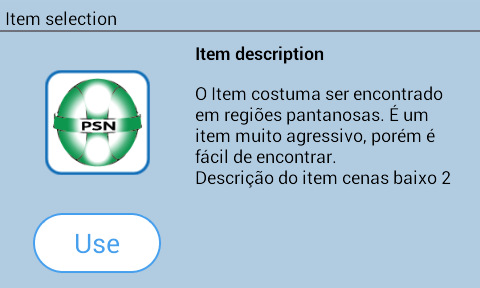 Item selection
Item description
O Item costuma ser encontrado
em regiões pantanosas. É um
item muito agressivo, porém é
fácil de encontrar.
Descrição do item cenas baixo 2
PSN
Use